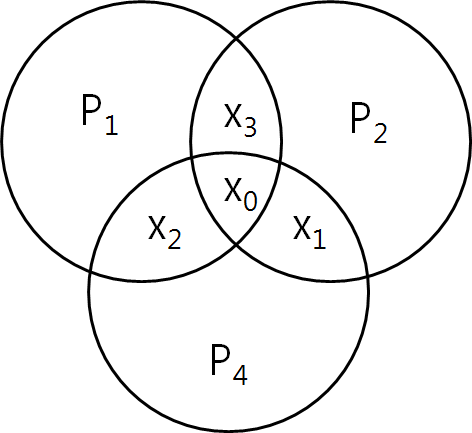 P₁
X₃
P₂
X₂
X₀
X₁
P₄